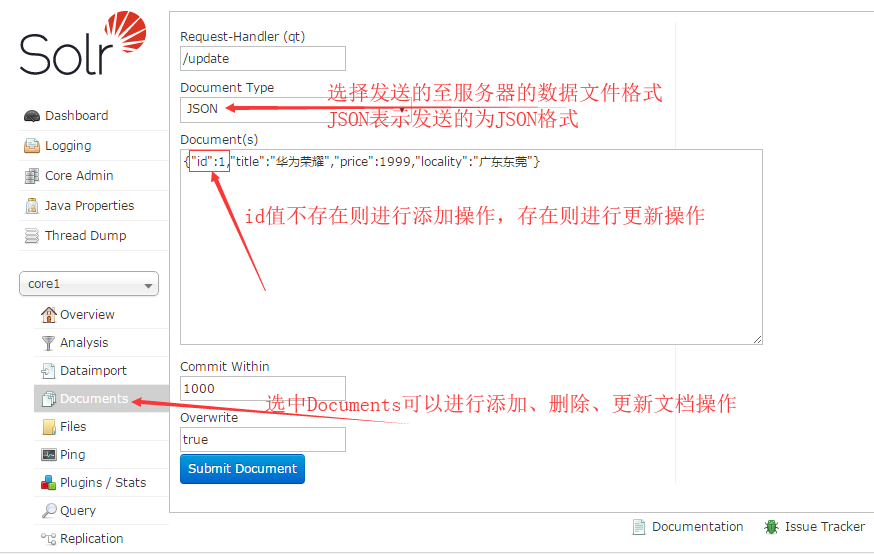 Solr
Dashboard
Logging
Core Admin
Java Properties
Thread Dump
core1
Overview
Analysis
Dataimport
Documents
Files
Ping
Plugins / Stats
Query
Replication
Request-Handler (qt)
/update
Document Type
JSON
选择发送的至服务器的数据文件格式
JSON表示发送的为JSON格式
Document(s)
{"id":1,"title":"华为荣耀","price":1999,"locality":"广东东莞"}
id值不存在则进行添加操作，存在则进行更新操作
Commit Within
1000
选中Documents可以进行添加、删除、更新文档操作
Overwrite
true
Submit Document
Documentation
Issue Tracker